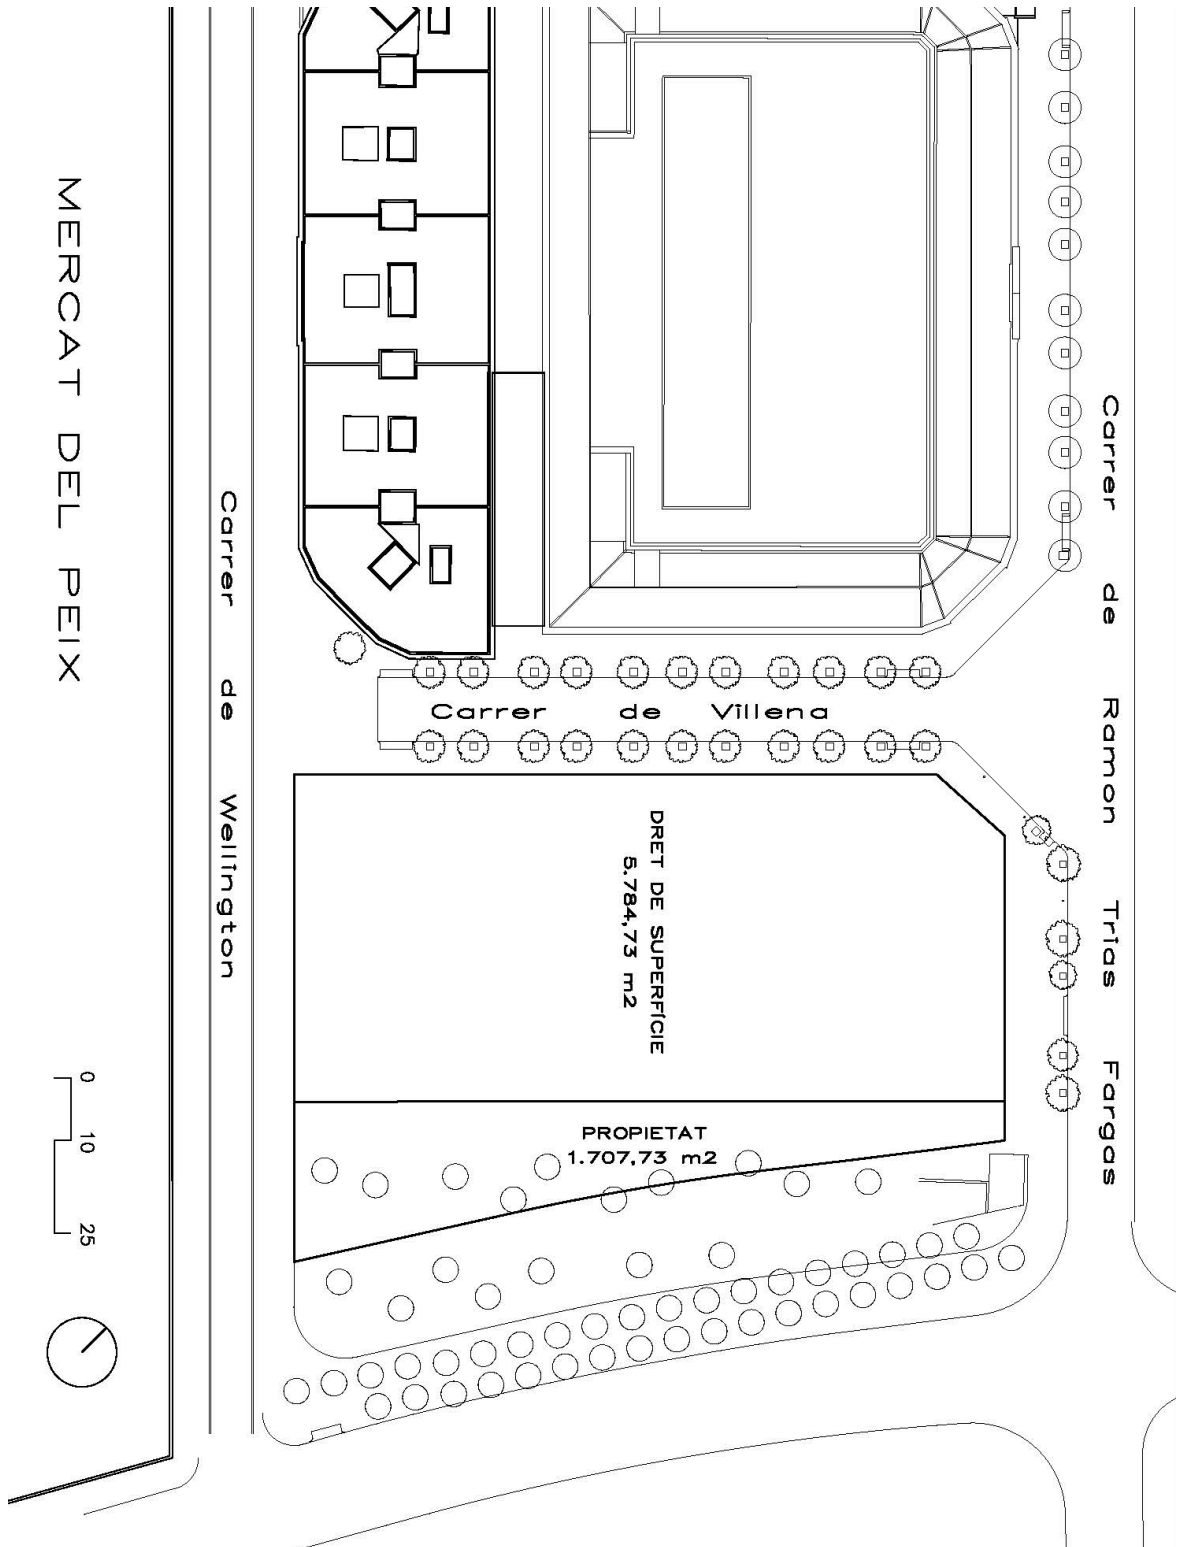 MERCAT DEL PEIX
Carrer de Wellington
Carrer de Ramon Trias Fargas
Carrer de Villena
DRET DE SUPERFÍCIE
5.784,73 m2
PROPIETAT
1.707,73 m2
0 10 25